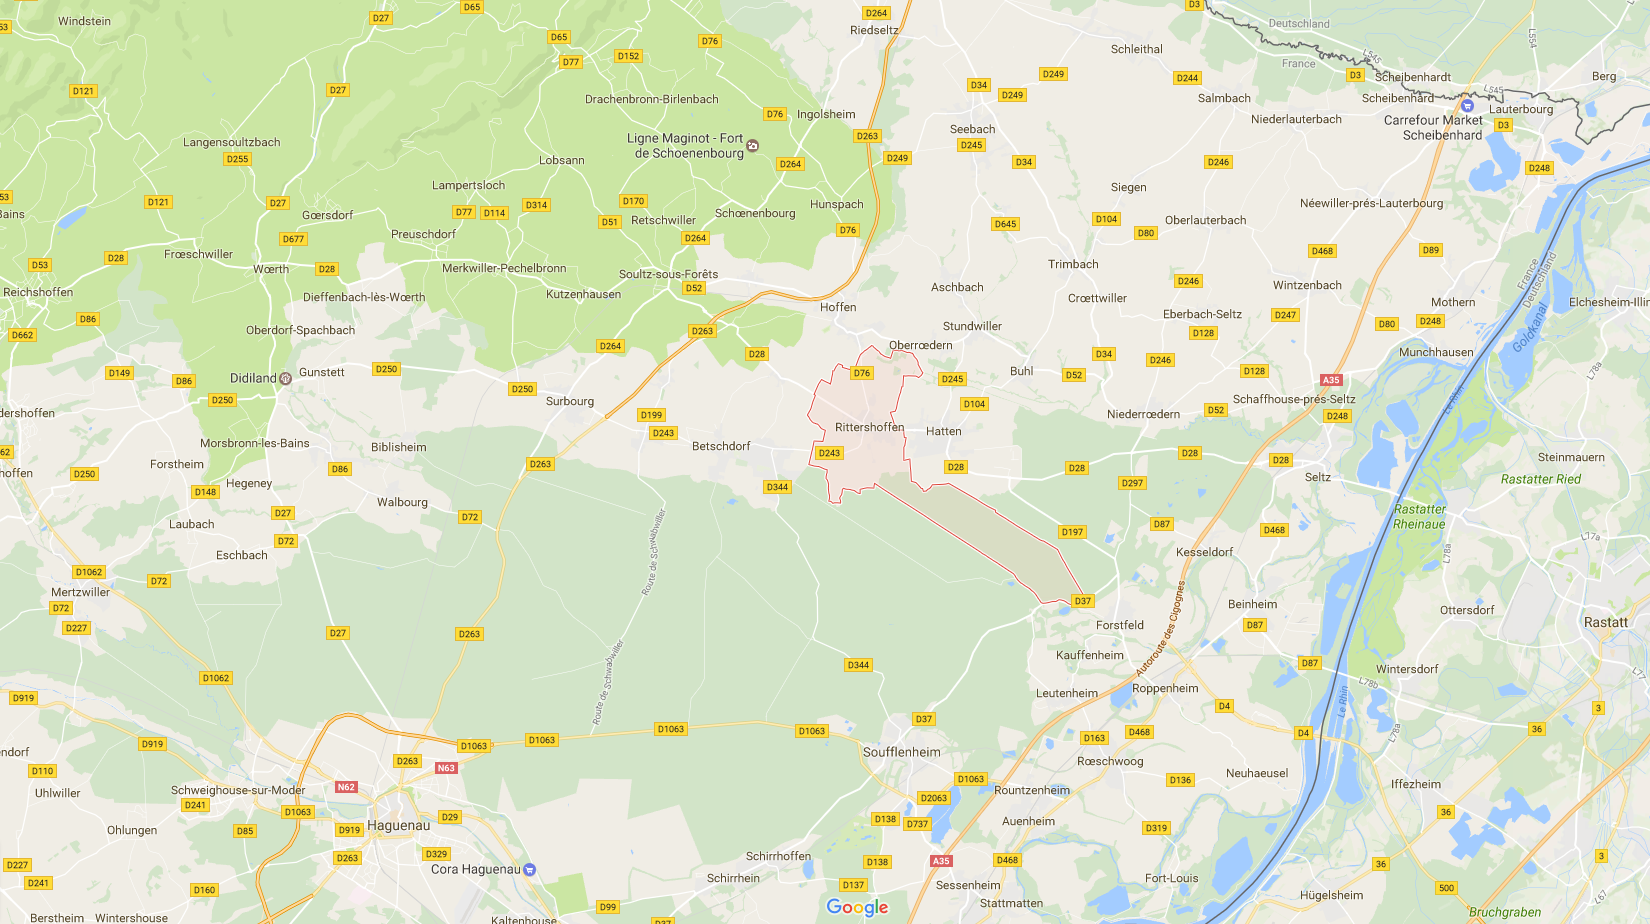 Windstein
D27
D65
D264
Riedseltz
D3
Deutschland
D65
D77
D152
D76
Schleithal
L545
France
L554
D121
D27
D34
D249
D249
D244
D3
Scheibenhardt
Berg
L545
Drachenbronn-Birlenbach
D76
Ingolsheim
Salmbach
Scheibenhard
Lauterbourg
Niederlauterbach
Carrefour Market
Scheibenhard
D3
Langensoultzbach
Ligne Maginot - Fort
de Schoenenbourg
D263
Seebach
D245
D255
Lobsann
D264
D249
D34
D246
D248
Lampertsloch
Siegen
53
D121
D27
D77
D114
D314
D170
Hunspach
Néewiller-prés-Lauterbourg
Bains
Gœrsdorf
D51
Retschwiller
Schœnenbourg
D645
D104
Oberlauterbach
D677
Preuschdorf
D264
D76
D80
Frœschwiller
D28
D53
Wœrth
D28
Merkwiller-Pechelbronn
Soultz-sous-Forêts
D52
Trimbach
D468
D89
France
Deutschland
Reichshoffen
Dieffenbach-lès-Wœrth
Kutzenhausen
Aschbach
D246
Wintzenbach
Crœttwiller
Mothern
Elchesheim-Illin
D86
Hoffen
Eberbach-Seltz
D247
D80
D248
Goldkanal
D662
Oberdorf-Spachbach
D263
Stundwiller
D128
D264
D28
Oberrœdern
D34
D246
Munchhausen
D149
D86
Didiland
Gunstett
D250
D76
D245
Buhl
D52
D128
A35
L78a
D250
D250
Surbourg
D104
Schaffhouse-prés-Seltz
Le Rhin
dershoffen
D199
Niederrœdern
D52
D248
Rittershoffen
Hatten
D243
Morsbronn-les-Bains
Biblisheim
Betschdorf
D243
62
Forstheim
D263
D28
D28
D28
D28
Steinmauern
hoffen
D250
D86
Seltz
Rastatter Ried
Hegeney
D148
D344
D297
Walbourg
Rastatter
Rheinaue
D27
D72
Laubach
D87
D197
D468
Route de Schwabwiller
D72
L77a
Eschbach
Kesseldorf
L78a
D1062
D72
Mertzwiller
D72
D37
Beinheim
Ottersdorf
D227
D27
D263
Forstfeld
D87
Rastatt
Autoroute des Cigognes
Kauffenheim
D344
D87
Wintersdorf
D1062
Route de Schwabwiller
Leutenheim
Roppenheim
L78b
L77
D919
D4
Le Rhin
3
D37
D1063
D1063
D4
36
L78a
D919
D1063
D1063
D163
D468
endorf
Soufflenheim
D263
N63
D110
Rœschwoog
Neuhaeusel
D1063
D136
Iffezheim
Schweighouse-sur-Moder
N62
Rountzenheim
Uhlwiller
D241
D1063
D2063
36
D29
D138
D737
Auenheim
D319
Haguenau
Ohlungen
D85
D919
D263
D329
Schirrhoffen
A35
D468
3
D227
Cora Haguenau
D138
36
D241
D160
Schirrhein
D137
Sessenheim
Fort-Louis
500
Hügelsheim
L67
D99
Google
Stattmatten
Bruchgraben
Berstheim
Wintershouse
Kaltenhouse
D37